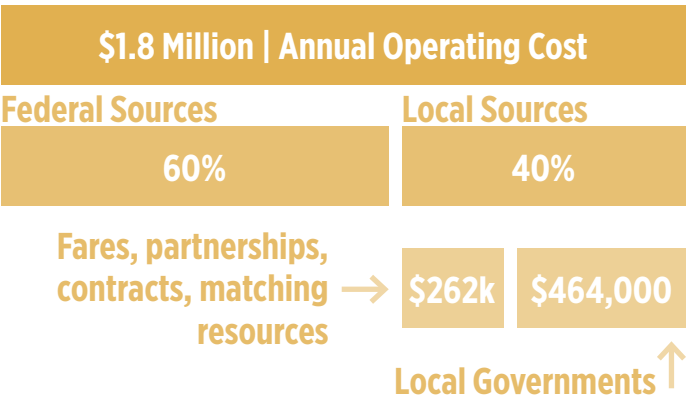 $1.8 Million | Annual Operating Cost
Federal Sources
Local Sources
60%
40%
Fares, partnerships,
contracts, matching
resources
$262k
$464,000
Local Governments